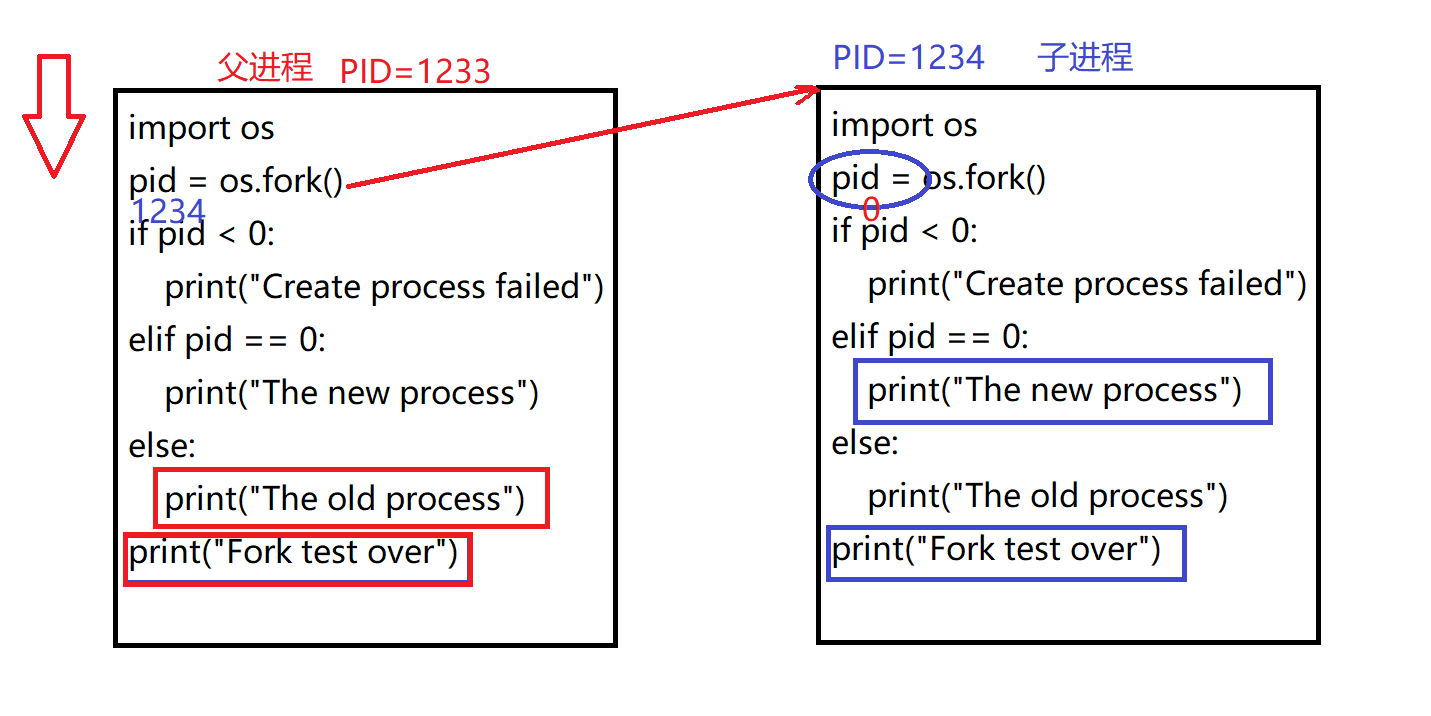 父进程 PID=1233
import os
pid = os.fork()
1234
if pid < 0:
print("Create process failed")
elif pid == 0:
print("The new process")
else:
print("The old process")
print("Fork test over")
PID=1234 子进程
import os
pid = os.fork()
0
if pid < 0:
print("Create process failed")
elif pid == 0:
print("The new process")
else:
print("The old process")
print("Fork test over")